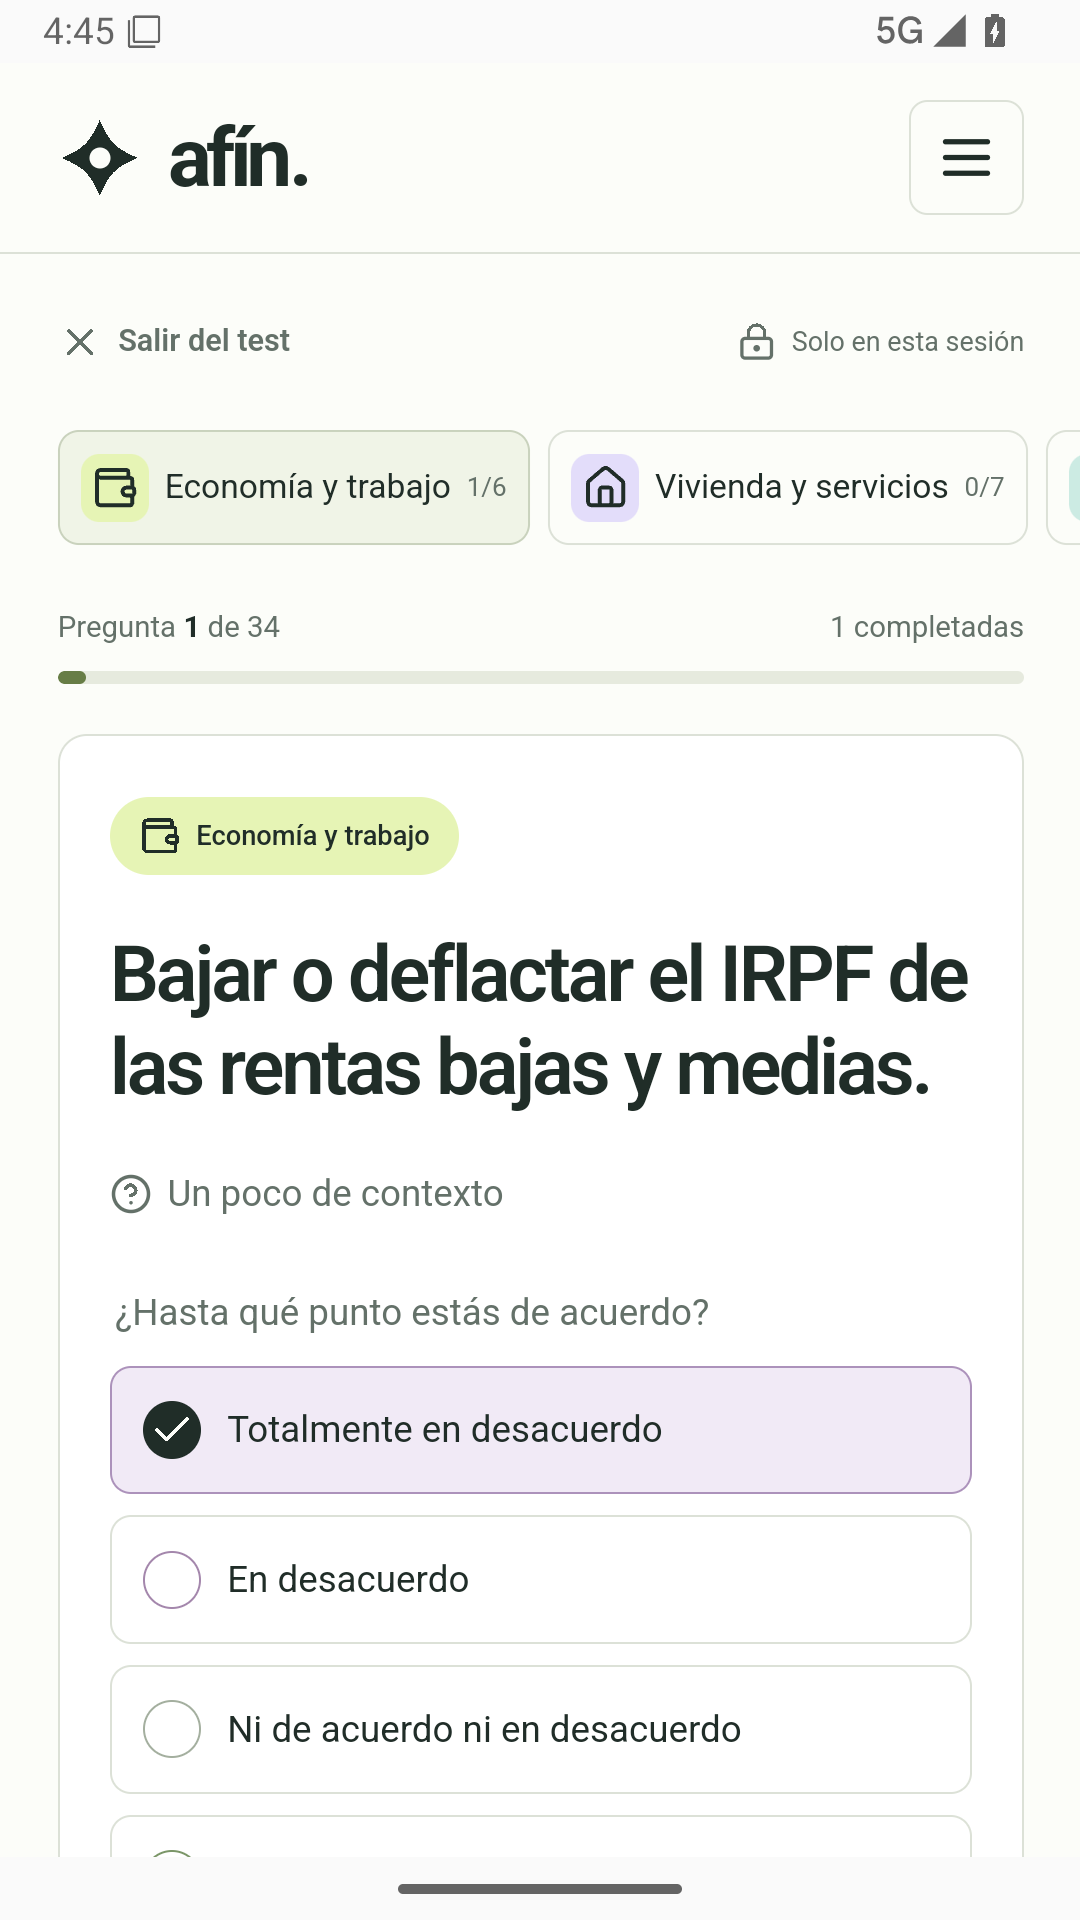 4:45
5G
afín.
Salir del test
Solo en esta sesión
Economía y trabajo 1/6
Vivienda y servicios 0/7
Pregunta 1 de 34
1 completadas
Economía y trabajo
Bajar o deflactar el IRPF de
las rentas bajas y medias.
Un poco de contexto
¿Hasta qué punto estás de acuerdo?
Totalmente en desacuerdo
En desacuerdo
Ni de acuerdo ni en desacuerdo